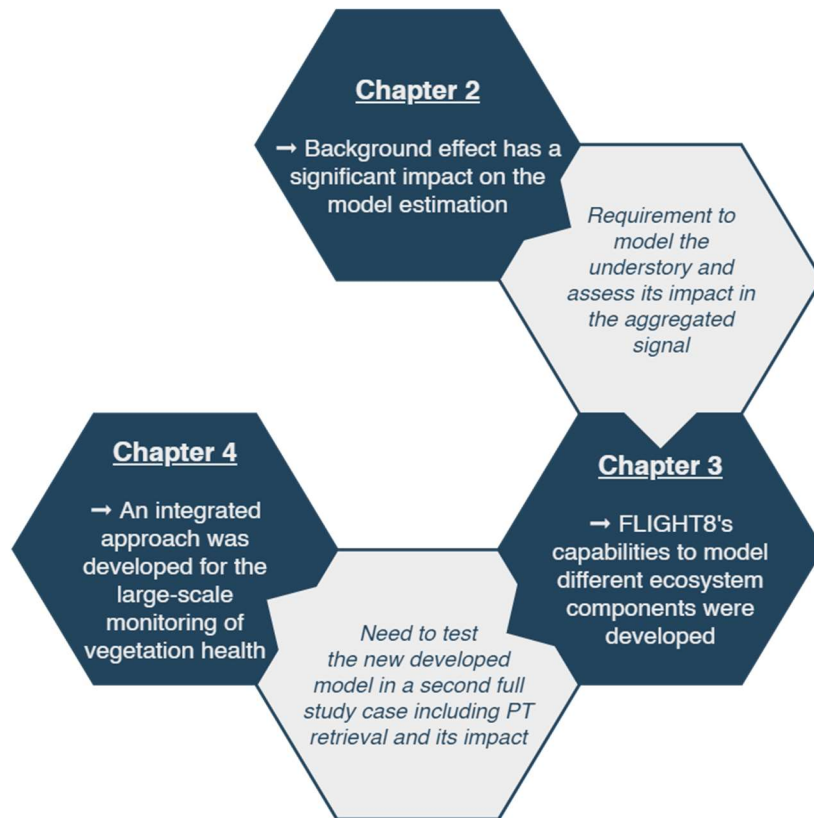 Chapter 2
→ Background effect has a
significant impact on the
model estimation
Requirement to
model the
understory and
assess its impact in
the aggregated
signal
Chapter 3
→ FLIGHT8's
capabilities to model
different ecosystem
components were
developed
Need to test
the new developed
model in a second full
study case including PT
retrieval and its impact
Chapter 4
→ An integrated
approach was
developed for the
large-scale
monitoring of
vegetation health